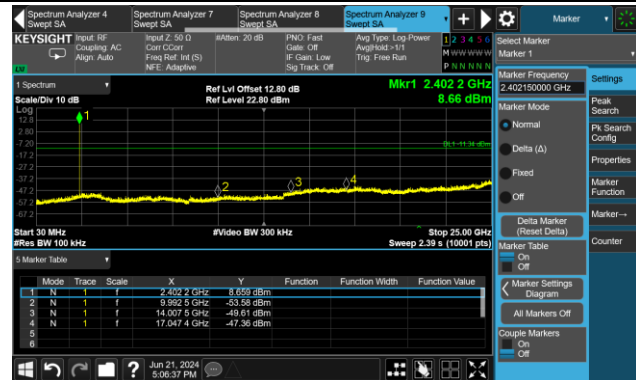 Spectrum Analyzer 4
Swept SA
Spectrum Analyzer 7
Swept SA
Spectrum Analyzer 8
Swept SA
Spectrum Analyzer 9
Swept SA
Marker
KEYSIGHT
Input: RF
Coupling: AC
Align: Auto
Input Z: 50 Ω
Corr CCorr
Freq Ref: Int (S)
NFE: Adaptive
#Atten: 20 dB
PNO: Fast
Gate: Off
IF Gain: Low
Sig Track: Off
Avg Type: Log-Power
Avg|Hold:>1/1
Trig: Free Run
1 2 3 4 5 6
M W W W W W
P N N N N N
Select Marker
Marker 1
1 Spectrum
Scale/Div 10 dB
Log
Ref Lvl Offset 12.80 dB
Ref Level 22.80 dBm
Mkr1 2.402 2 GHz
8.66 dBm
12.8
2.80
-7.20
-17.2
-27.2
-37.2
-47.2
-57.2
-67.2
DL1 -11.34 dBm
1
2
3
4
Start 30 MHz
#Res BW 100 kHz
#Video BW 300 kHz
Stop 25.00 GHz
Sweep 2.39 s (10001 pts)
5 Marker Table
Mode Trace Scale X Y Function Function Width Function Value
1 N 1 f 2.402 2 GHz 8.659 dBm
2 N 1 f 9.992 5 GHz -53.58 dBm
3 N 1 f 14.007 5 GHz -49.61 dBm
4 N 1 f 17.047 4 GHz -47.36 dBm
5
6
Marker Frequency
2.402150000 GHz
Marker Mode
Normal
Delta (Δ)
Fixed
Off
Delta Marker
(Reset Delta)
Marker Table
On
Off
Marker Settings
Diagram
All Markers Off
Couple Markers
On
Off
Settings
Peak
Search
Pk Search
Config
Properties
Marker
Function
Marker→
Counter
?
Jun 21, 2024
5:06:37 PM